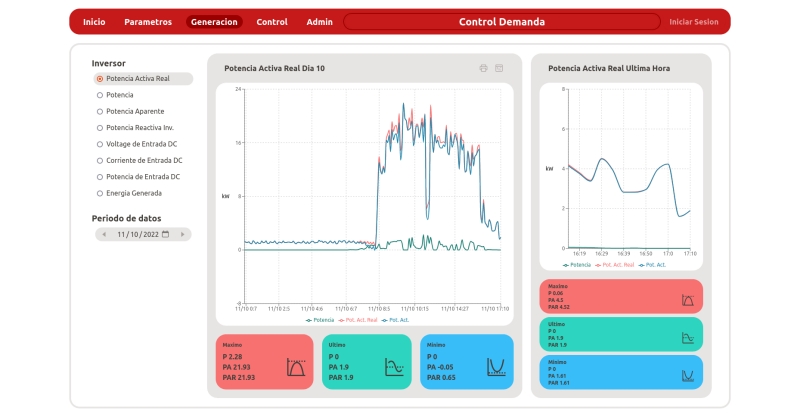 Inicio Parametros Generacion Control Admin Control Demanda Iniciar Sesion
Inversor
Potencia Activa Real
Potencia
Potencia Aparente
Potencia Reactiva Inv.
Voltage de Entrada DC
Corriente de Entrada DC
Potencia de Entrada DC
Energia Generada
Periodo de datos
11/10/2022
Potencia Activa Real Dia 10
24
16
kW
8
0
-8
11/10 0:7 11/10 2:5 11/10 4:6 11/10 6:7 11/10 8:5 11/10 10:15 11/10 14:27 11/10 17:10
Potencia Pot. Act. Real Pot. Act.
Maximo
P 2.28
PA 21.93
PAR 21.93
Ultimo
P 0
PA 1.9
PAR 1.9
Minimo
P 0
PA -0.05
PAR 0.65
Potencia Activa Real Ultima Hora
8
6
kW
4
2
0
16:19 16:29 16:39 16:50 17:0 17:10
Potencia Pot. Act. Real Pot. Act.
Maximo
P 0.06
PA 4.5
PAR 4.52
Ultimo
P 0
PA 1.9
PAR 1.9
Minimo
P 0
PA 1.61
PAR 1.61